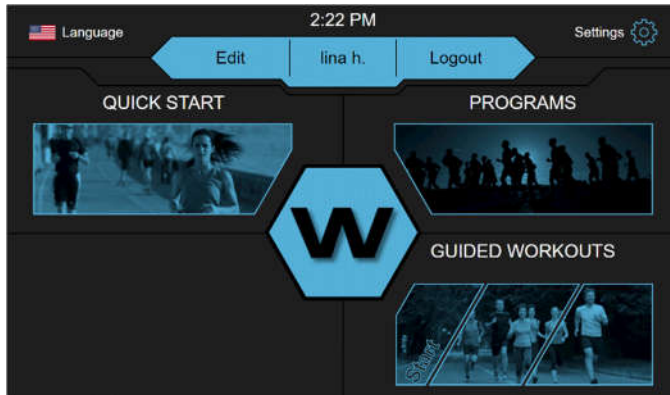 2:22 PM
Language
Settings
Edit
lina h.
Logout
QUICK START
PROGRAMS
W
GUIDED WORKOUTS
Start